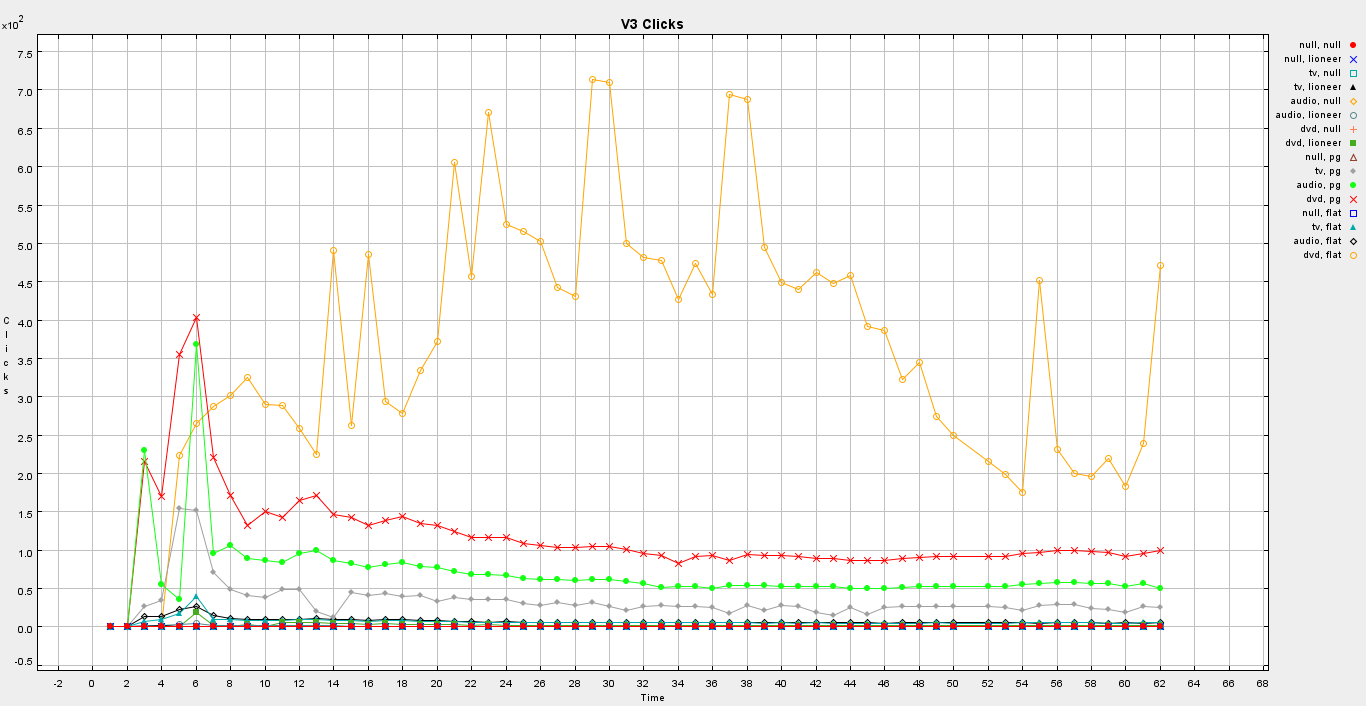 V3 Clicks
x10^2
7.5
7.0
6.5
6.0
5.5
5.0
4.5
4.0
3.5
3.0
2.5
2.0
1.5
1.0
0.5
0.0
-0.5
Clicks
-2 0 2 4 6 8 10 12 14 16 18 20 22 24 26 28 30 32 34 36 38 40 42 44 46 48 50 52 54 56 58 60 62 64 66 68
Time
null, null
null, lioneer
tv, null
tv, lioneer
audio, null
audio, lioneer
dvd, null
dvd, lioneer
null, pg
tv, pg
audio, pg
dvd, pg
null, flat
tv, flat
audio, flat
dvd, flat